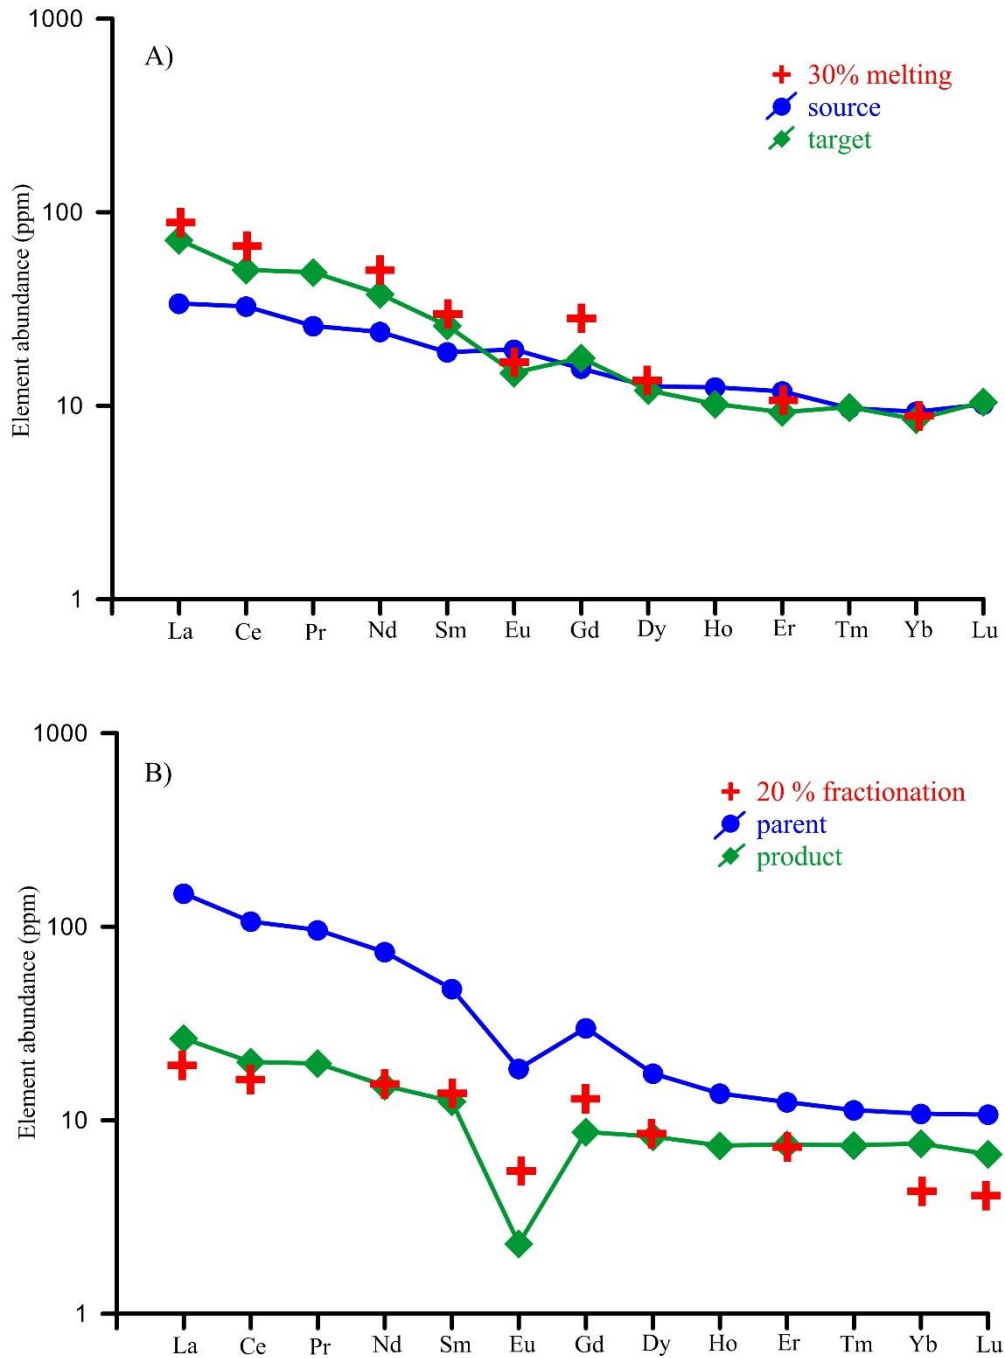 1000
A)
30% melting
source
target
100
Element abundance (ppm)
10
1
La Ce Pr Nd Sm Eu Gd Dy Ho Er Tm Yb Lu
1000
B)
20 % fractionation
parent
product
100
Element abundance (ppm)
10
1
La Ce Pr Nd Sm Eu Gd Dy Ho Er Tm Yb Lu